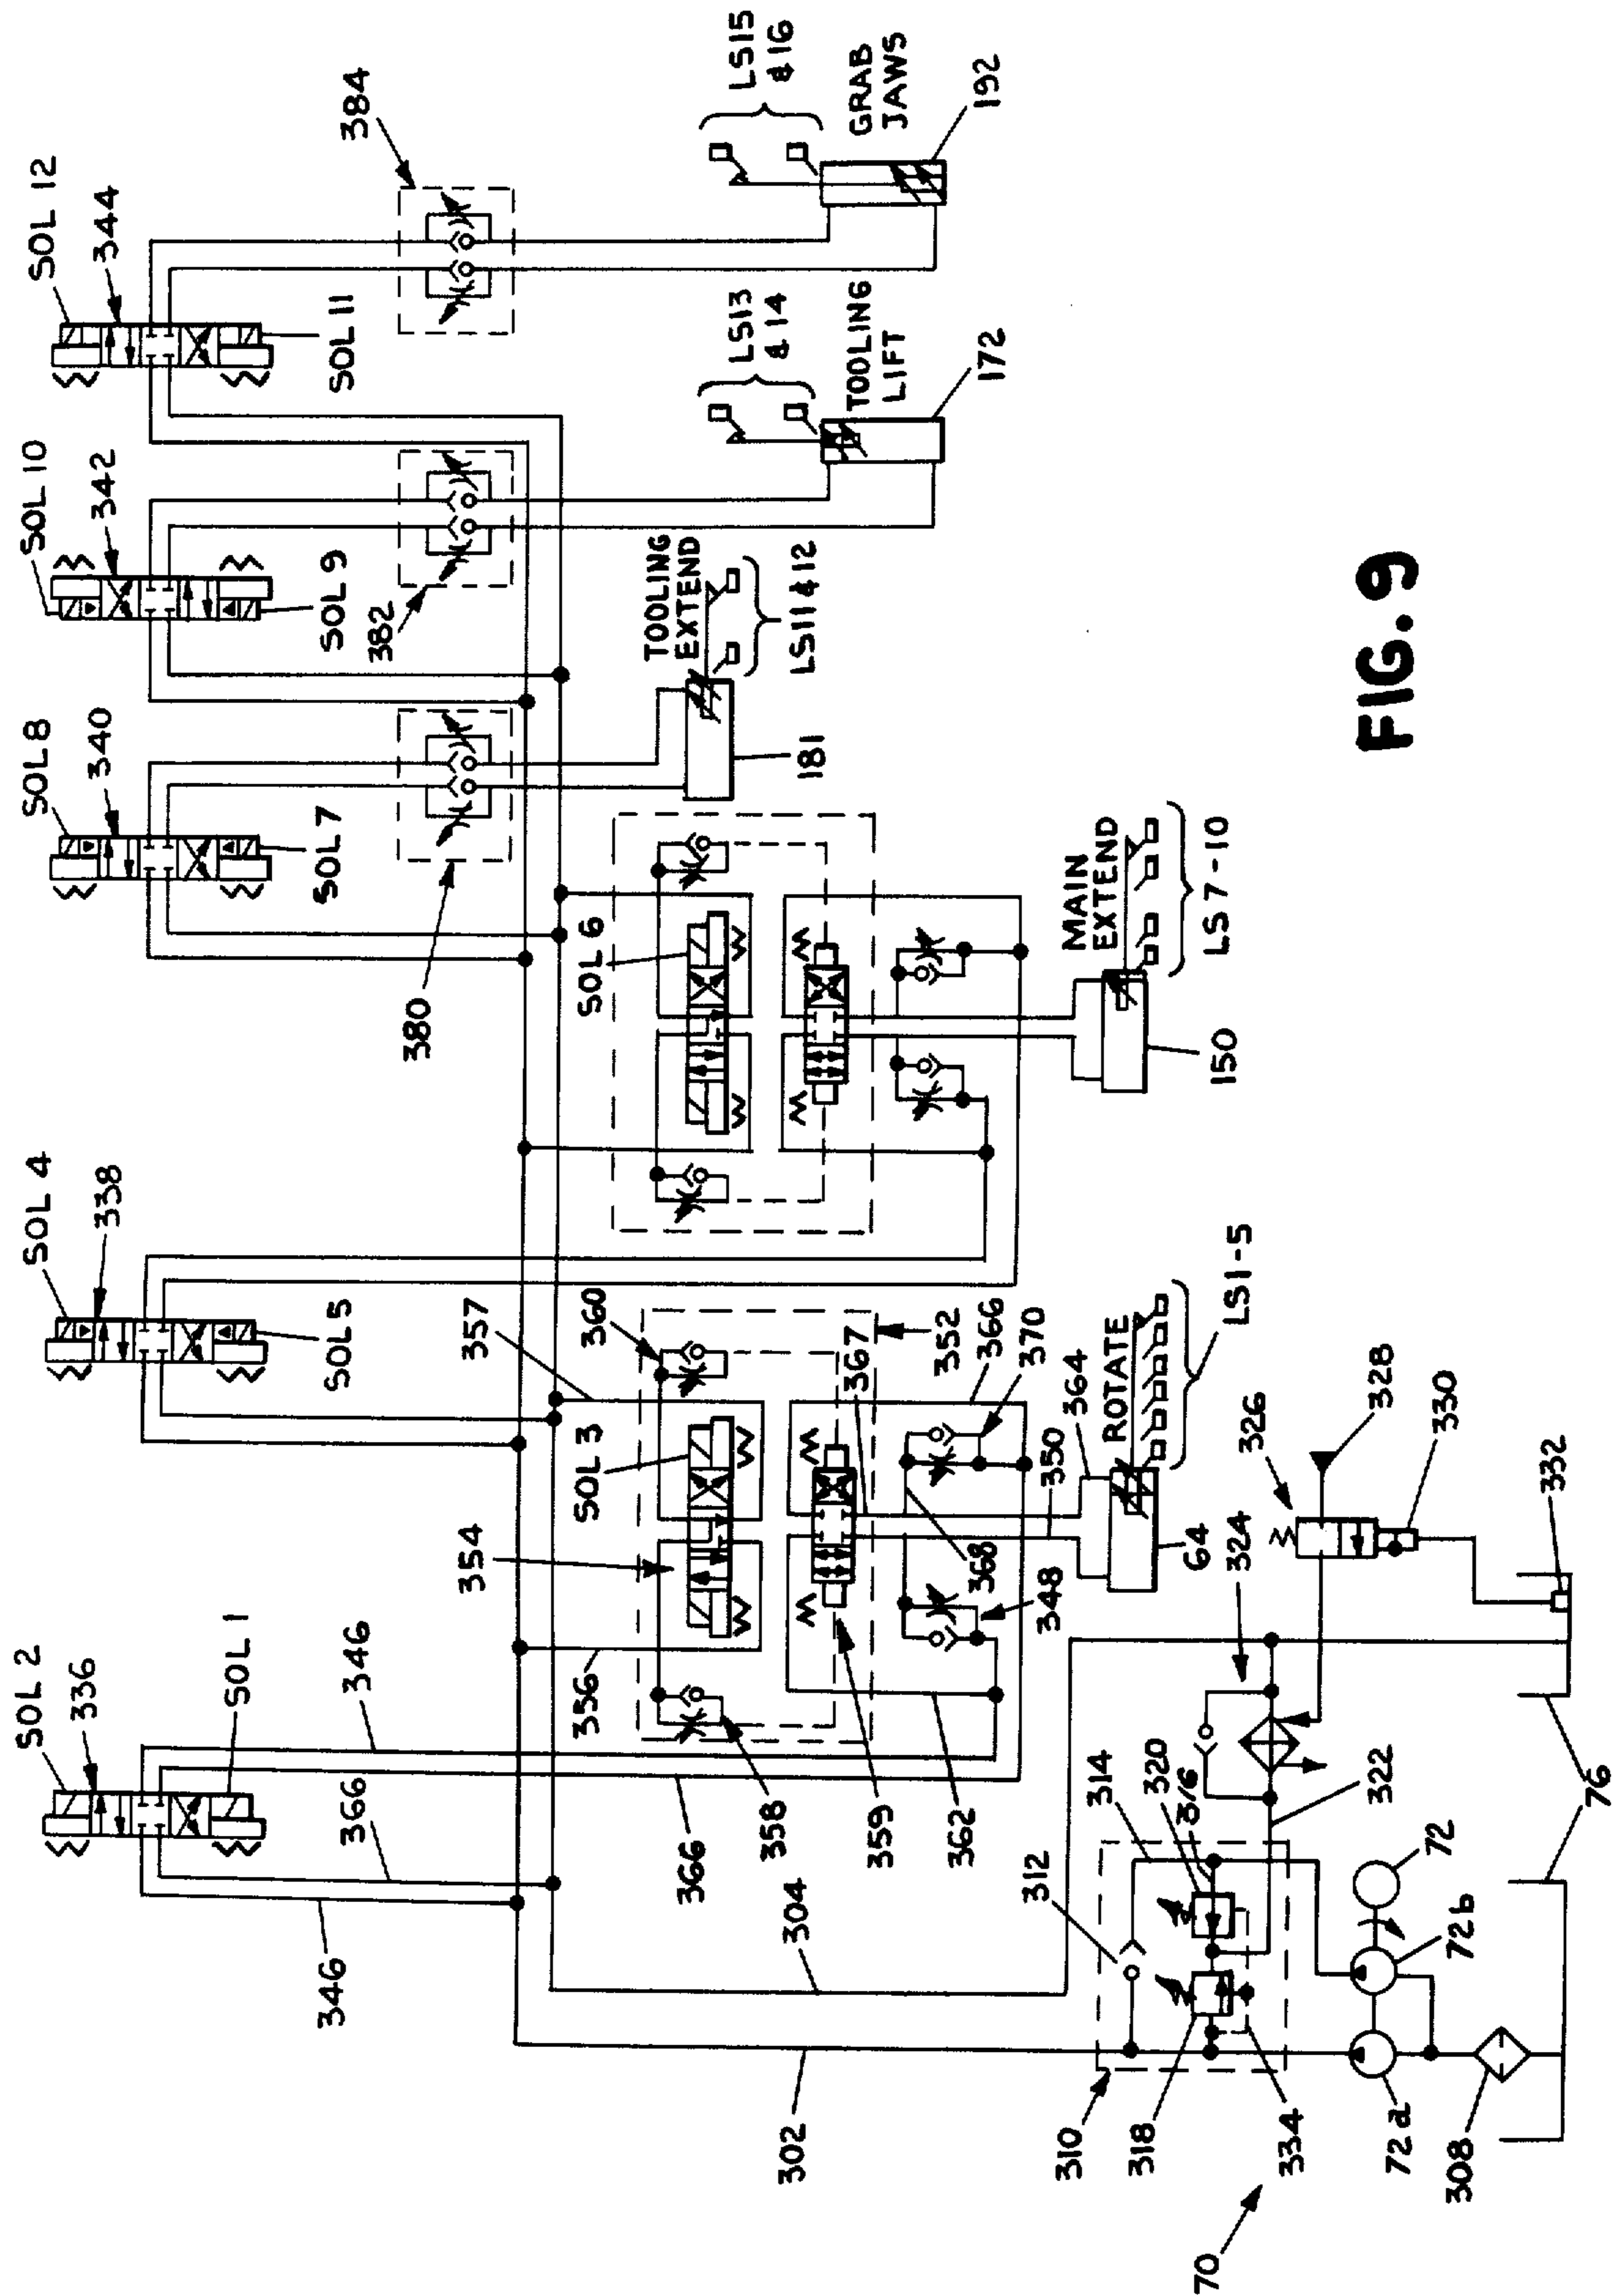 SOL 2
336
SOL 1
346
366
346
366
SOL 4
338
SOL 5
SOL 8
340
SOL 7
SOL 10
342
SOL 9
SOL 12
344
SOL 11
384
382
380
354
356
357
360
SOL 3
358
359
362
352
367
366
370
350
368
348
364
ROTATE
64
LS1-5
SOL 6
MAIN
EXTEND
LS 7-10
150
TOOLING
EXTEND
LS11 & 12
181
LS13
& 14
TOOLING
LIFT
172
LS15
& 16
GRAB
JAWS
192
302
304
310
312
314
316
318
320
322
324
326
328
330
332
334
72
72b
72a
308
76
70
FIG. 9